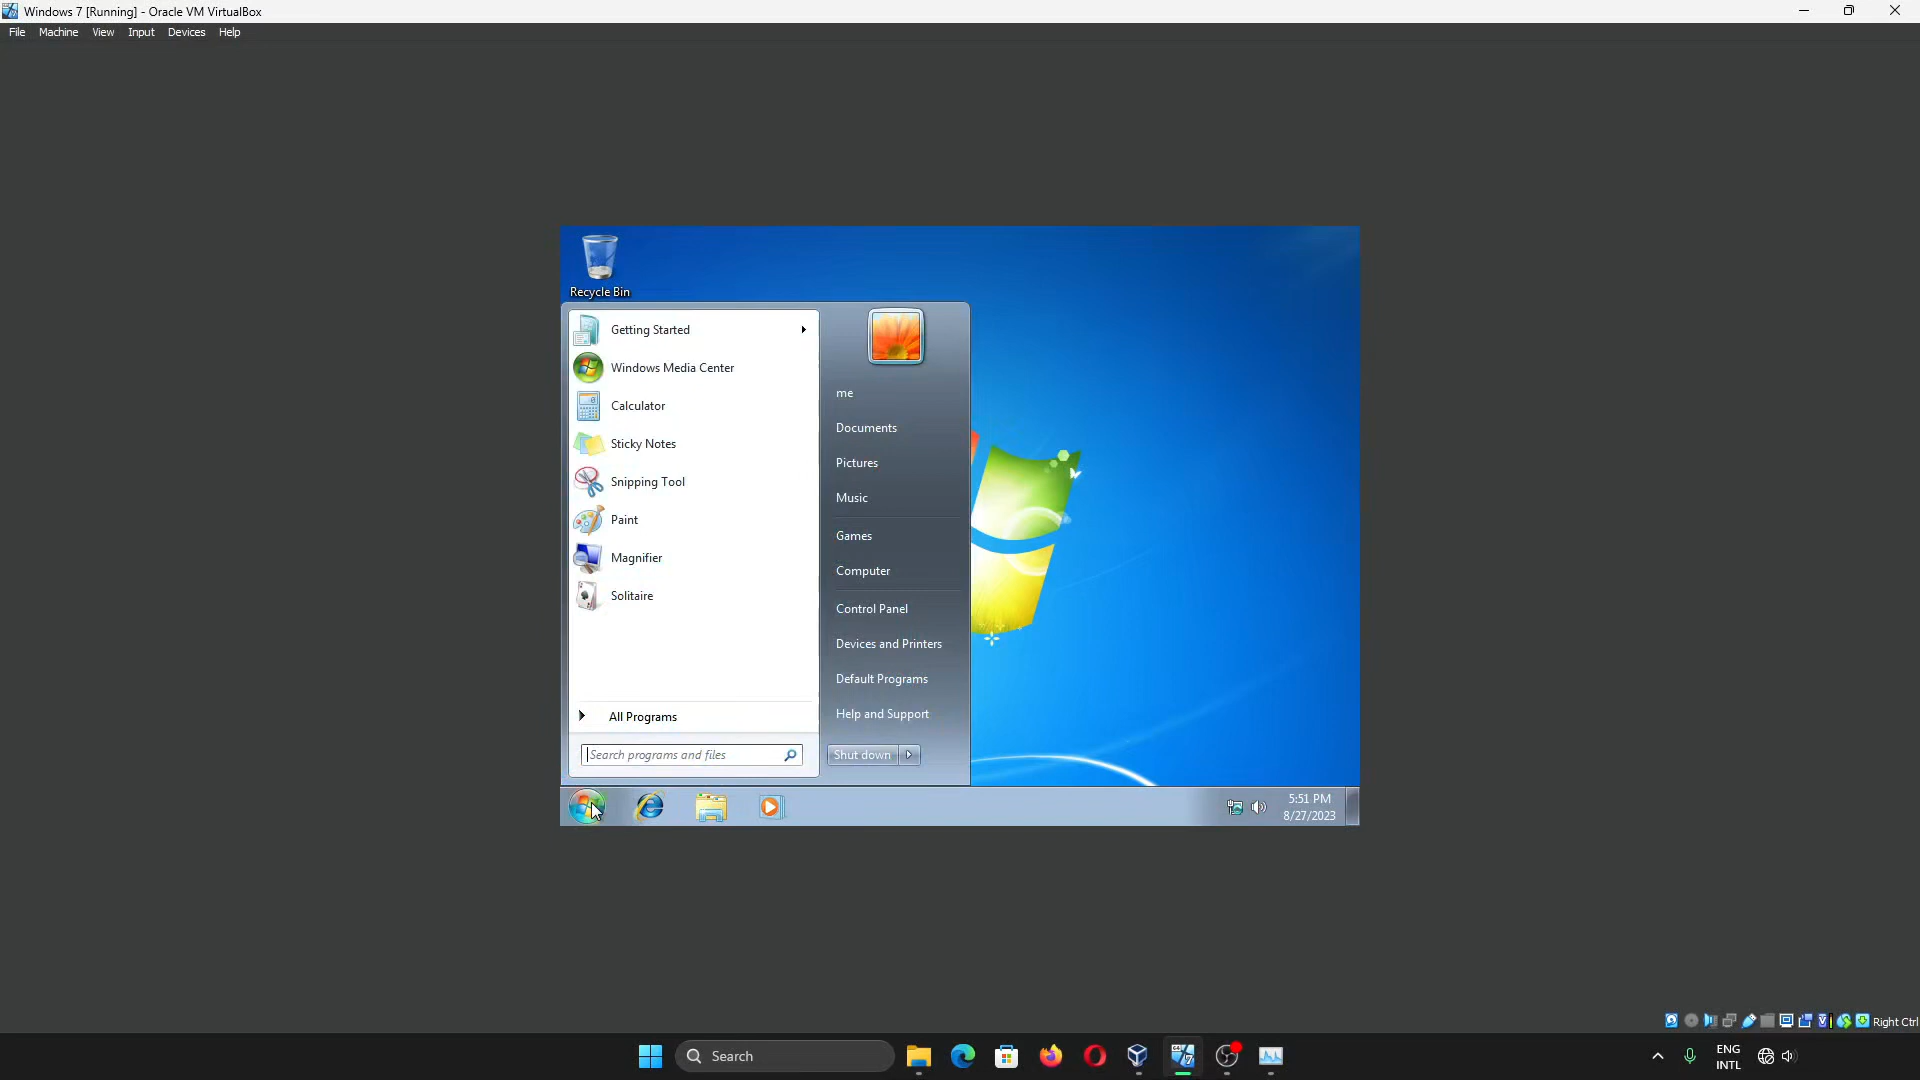 Windows 7 [Running] - Oracle VM VirtualBox
File Machine View Input Devices Help
Recycle Bin
Getting Started
Windows Media Center
Calculator
Sticky Notes
Snipping Tool
Paint
Magnifier
Solitaire
All Programs
Search programs and files
me
Documents
Pictures
Music
Games
Computer
Control Panel
Devices and Printers
Default Programs
Help and Support
Shut down
5:51 PM
8/27/2023
Right Ctrl
Search
ENG
INTL